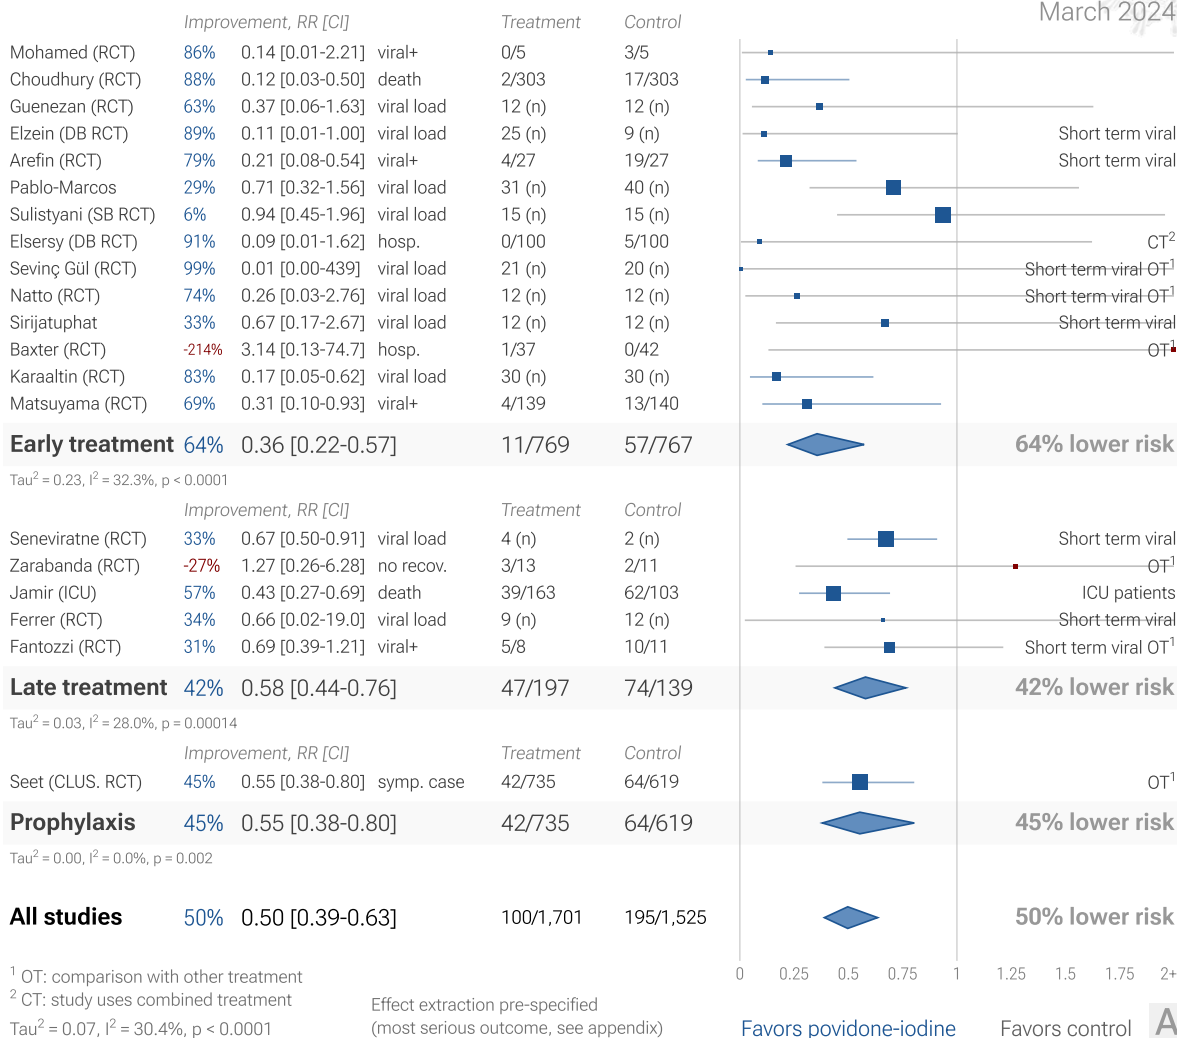 March 2024
Improvement, RR [CI] Treatment Control
Mohamed (RCT) 86% 0.14 [0.01-2.21] viral+ 0/5 3/5
Choudhury (RCT) 88% 0.12 [0.03-0.50] death 2/303 17/303
Guenezan (RCT) 63% 0.37 [0.06-1.63] viral load 12 (n) 12 (n)
Elzein (DB RCT) 89% 0.11 [0.01-1.00] viral load 25 (n) 9 (n) Short term viral
Arefin (RCT) 79% 0.21 [0.08-0.54] viral+ 4/27 19/27 Short term viral
Pablo-Marcos 29% 0.71 [0.32-1.56] viral load 31 (n) 40 (n)
Sulistyani (SB RCT) 6% 0.94 [0.45-1.96] viral load 15 (n) 15 (n)
Elsersy (DB RCT) 91% 0.09 [0.01-1.62] hosp. 0/100 5/100 CT²
Sevinç Gül (RCT) 99% 0.01 [0.00-439] viral load 21 (n) 20 (n) Short term viral OT¹
Natto (RCT) 74% 0.26 [0.03-2.76] viral load 12 (n) 12 (n) Short term viral OT¹
Sirijatuphat 33% 0.67 [0.17-2.67] viral load 12 (n) 12 (n) Short term viral
Baxter (RCT) -214% 3.14 [0.13-74.7] hosp. 1/37 0/42 OT¹
Karaaltin (RCT) 83% 0.17 [0.05-0.62] viral load 30 (n) 30 (n)
Matsuyama (RCT) 69% 0.31 [0.10-0.93] viral+ 4/139 13/140
Early treatment 64% 0.36 [0.22-0.57] 11/769 57/767 64% lower risk
Tau² = 0.23, I² = 32.3%, p < 0.0001
Improvement, RR [CI] Treatment Control
Seneviratne (RCT) 33% 0.67 [0.50-0.91] viral load 4 (n) 2 (n) Short term viral
Zarabanda (RCT) -27% 1.27 [0.26-6.28] no recov. 3/13 2/11 OT¹
Jamir (ICU) 57% 0.43 [0.27-0.69] death 39/163 62/103 ICU patients
Ferrer (RCT) 34% 0.66 [0.02-19.0] viral load 9 (n) 12 (n) Short term viral
Fantozzi (RCT) 31% 0.69 [0.39-1.21] viral+ 5/8 10/11 Short term viral OT¹
Late treatment 42% 0.58 [0.44-0.76] 47/197 74/139 42% lower risk
Tau² = 0.03, I² = 28.0%, p = 0.00014
Improvement, RR [CI] Treatment Control
Seet (CLUS. RCT) 45% 0.55 [0.38-0.80] symp. case 42/735 64/619 OT¹
Prophylaxis 45% 0.55 [0.38-0.80] 42/735 64/619 45% lower risk
Tau² = 0.00, I² = 0.0%, p = 0.002
All studies 50% 0.50 [0.39-0.63] 100/1,701 195/1,525 50% lower risk
0 0.25 0.5 0.75 1 1.25 1.5 1.75 2+
¹ OT: comparison with other treatment
² CT: study uses combined treatment
Tau² = 0.07, I² = 30.4%, p < 0.0001
Effect extraction pre-specified
(most serious outcome, see appendix)
Favors povidone-iodine Favors control
A